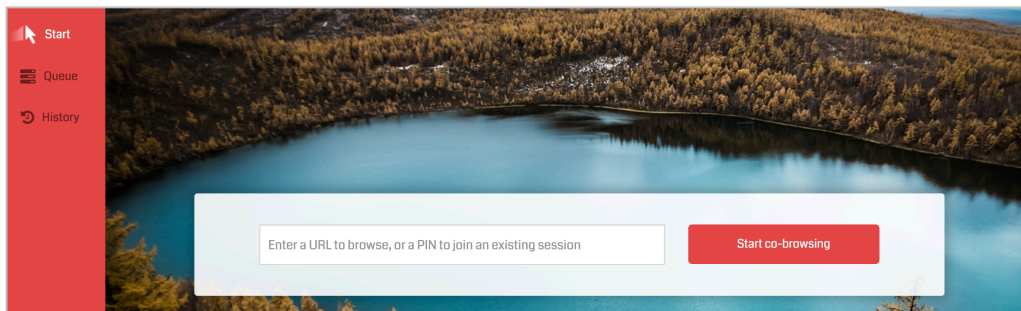 Start
Queue
History
Enter a URL to browse, or a PIN to join an existing session
Start co-browsing